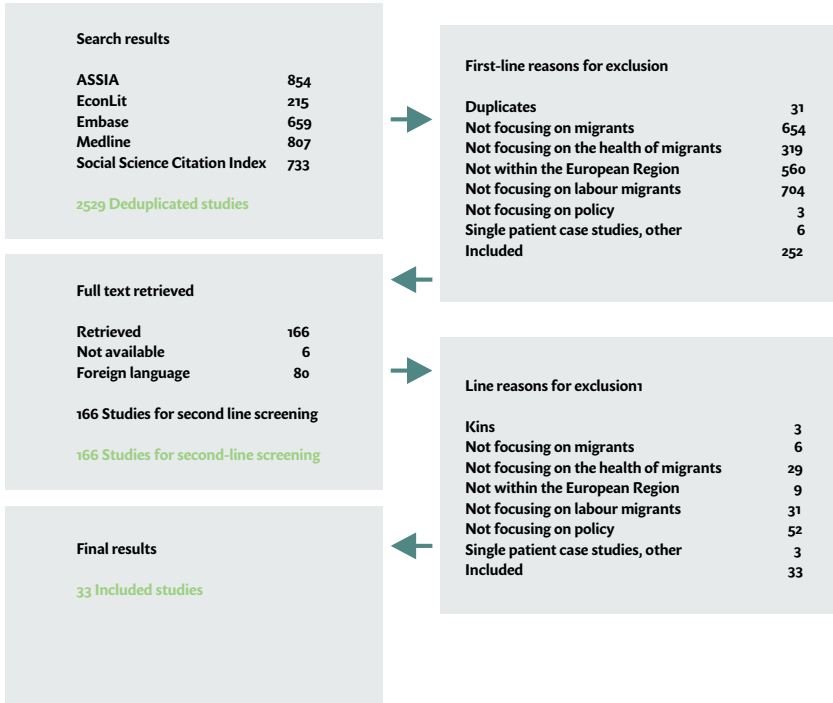 Search results
ASSIA 854
EconLit 215
Embase 659
Medline 807
Social Science Citation Index 733
2529 Deduplicated studies
First-line reasons for exclusion
Duplicates 31
Not focusing on migrants 654
Not focusing on the health of migrants 319
Not within the European Region 560
Not focusing on labour migrants 704
Not focusing on policy 3
Single patient case studies, other 6
Included 252
Full text retrieved
Retrieved 166
Not available 6
Foreign language 80
166 Studies for second line screening
166 Studies for second-line screening
Line reasons for exclusion1
Kins 3
Not focusing on migrants 6
Not focusing on the health of migrants 29
Not within the European Region 9
Not focusing on labour migrants 31
Not focusing on policy 52
Single patient case studies, other 3
Included 33
Final results
33 Included studies